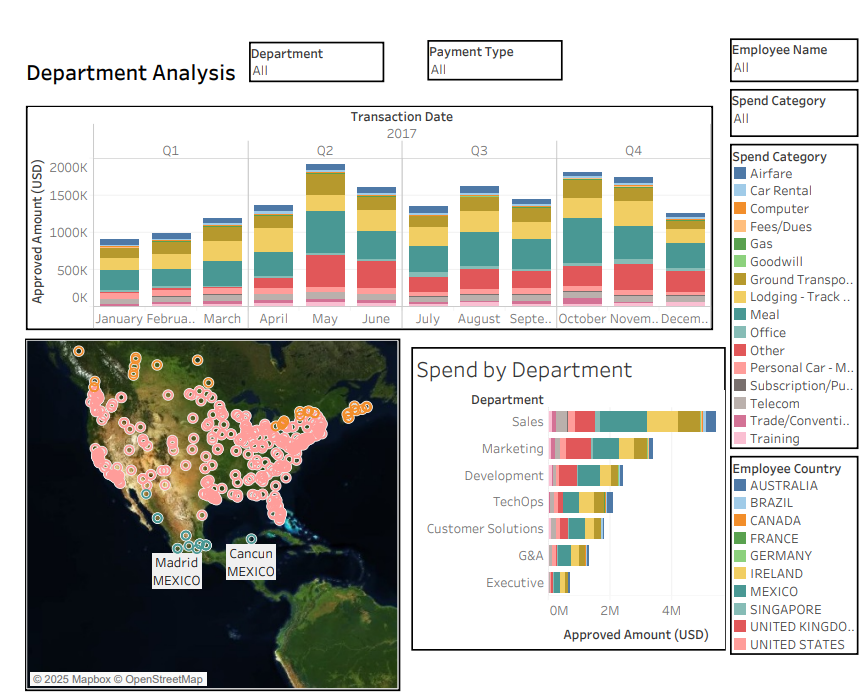 Department Analysis
Department
All
Payment Type
All
Employee Name
All
Spend Category
All
Transaction Date
2017
Q1 Q2 Q3 Q4
Approved Amount (USD)
2000K
1500K
1000K
500K
0K
January Februa.. March April May June July August Septe.. October Novem.. Decem..
Spend Category
Airfare
Car Rental
Computer
Fees/Dues
Gas
Goodwill
Ground Transpo..
Lodging - Track ..
Meal
Office
Other
Personal Car - M..
Subscription/Pu..
Telecom
Trade/Conventi..
Training
Madrid
MEXICO
Cancun
MEXICO
© 2025 Mapbox © OpenStreetMap
Spend by Department
Department
Sales
Marketing
Development
TechOps
Customer Solutions
G&A
Executive
0M 2M 4M
Approved Amount (USD)
Employee Country
AUSTRALIA
BRAZIL
CANADA
FRANCE
GERMANY
IRELAND
MEXICO
SINGAPORE
UNITED KINGDO..
UNITED STATES